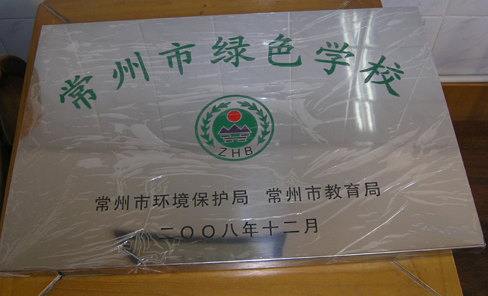 常州市绿色学校
ZHB
常州市环境保护局 常州市教育局
二〇〇八年十二月